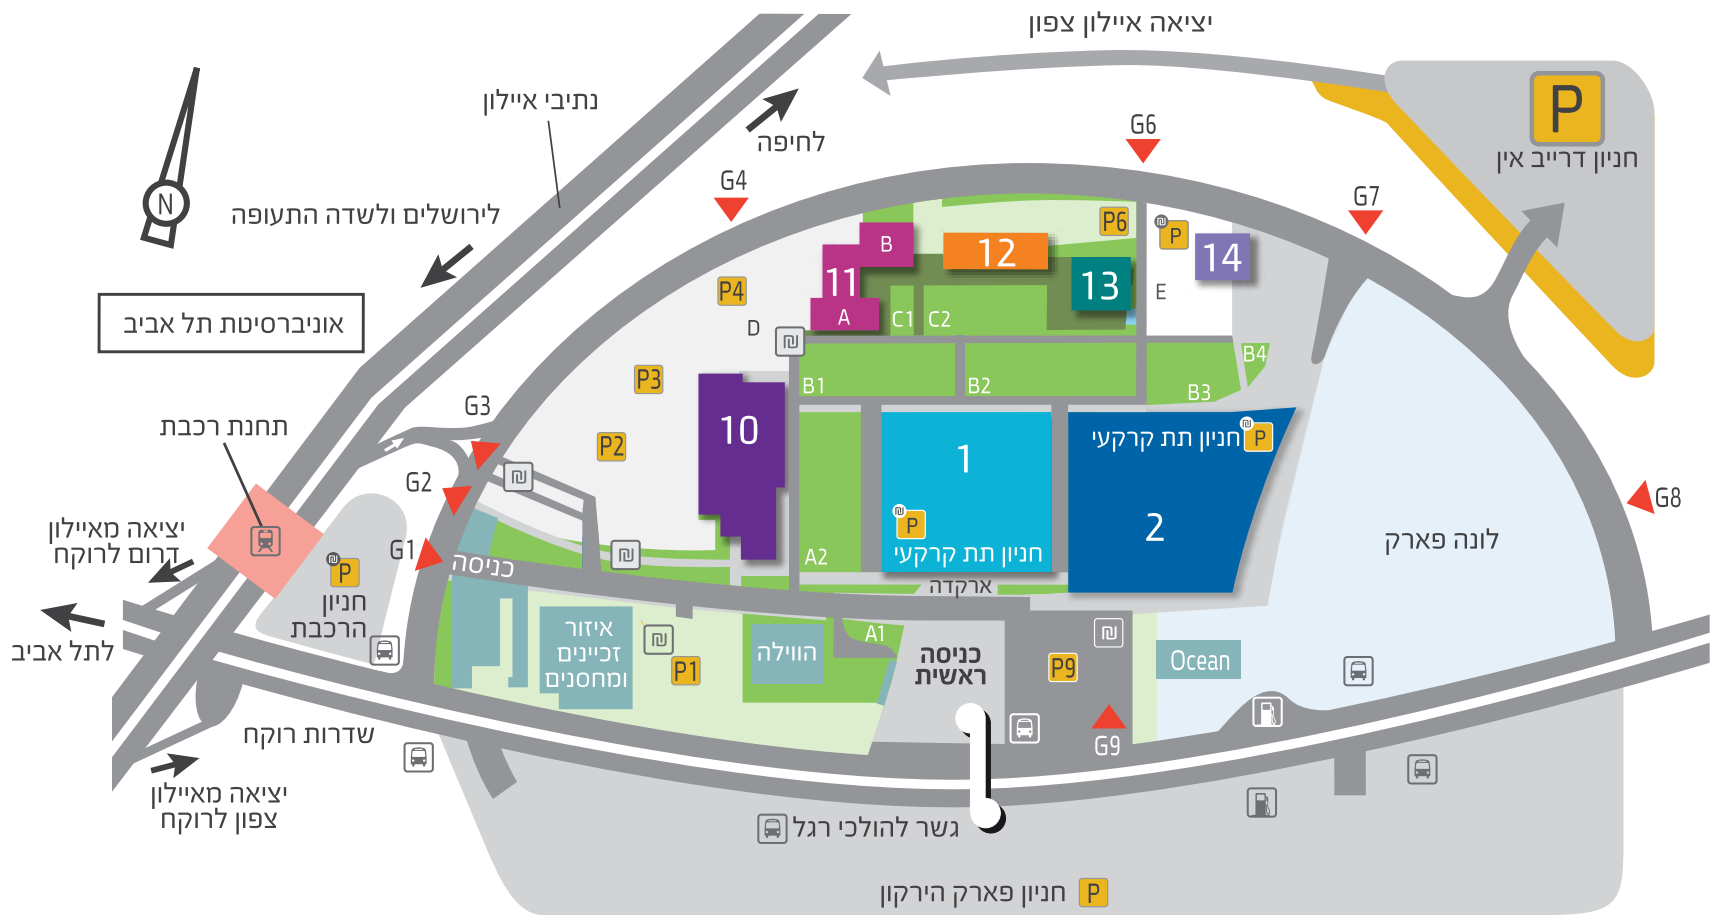 יציאה איילון צפון
P
חניון דרייב אין
נתיבי איילון
לחיפה
G6
G4
G7
N
לירושלים ולשדה התעופה
אוניברסיטת תל אביב
P6
P
B
12
14
11
13
P4
A
C1
C2
E
D
₪
B4
P3
B1
B2
B3
G3
תחנת רכבת
10
P2
1
חניון תת קרקעי
₪
P
G2
₪
G8
יציאה מאיילון
דרום לרוקח
G1
כניסה
₪
A2
₪
P
חניון תת קרקעי
2
לונה פארק
₪
P
חניון
הרכבת
ארקדה
לתל אביב
איזור
זכיינים
ומחסנים
₪
P1
הווילה
A1
כניסה
ראשית
₪
P9
Ocean
G9
שדרות רוקח
יציאה מאיילון
צפון לרוקח
גשר להולכי רגל
חניון פארק הירקון
P